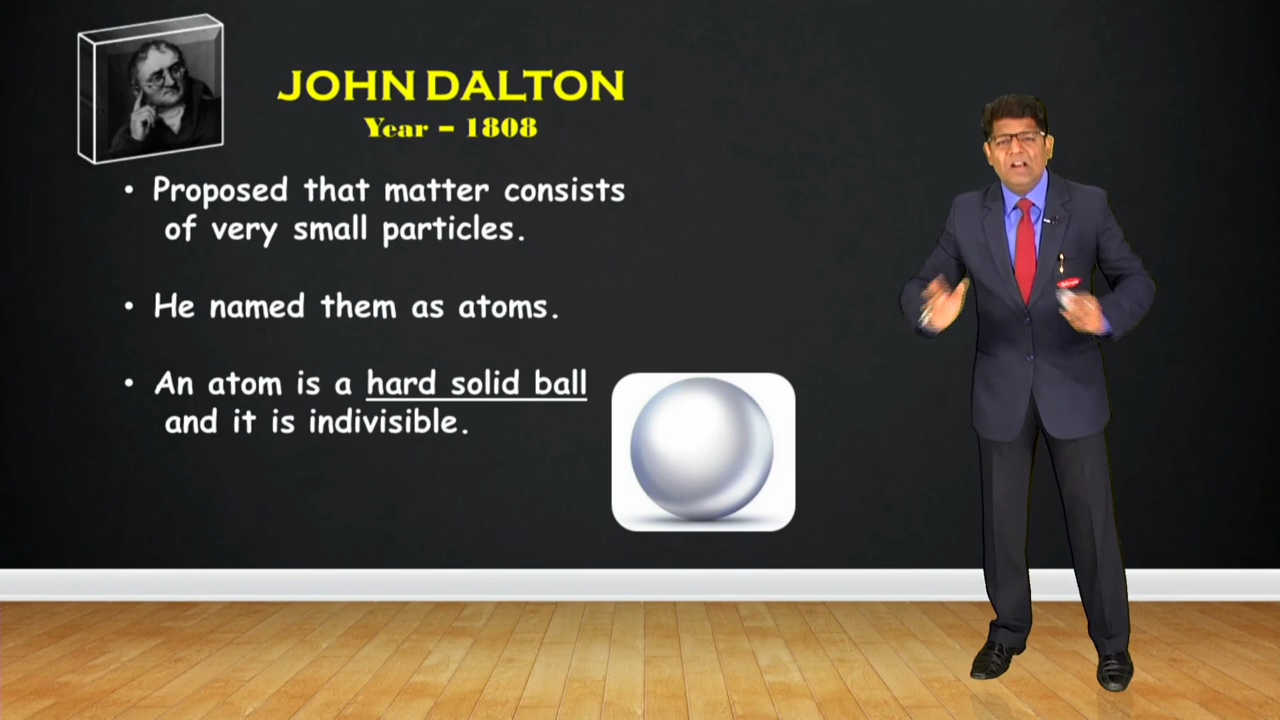 JOHN DALTON
Year – 1808
• Proposed that matter consists
of very small particles.
• He named them as atoms.
• An atom is a hard solid ball
and it is indivisible.